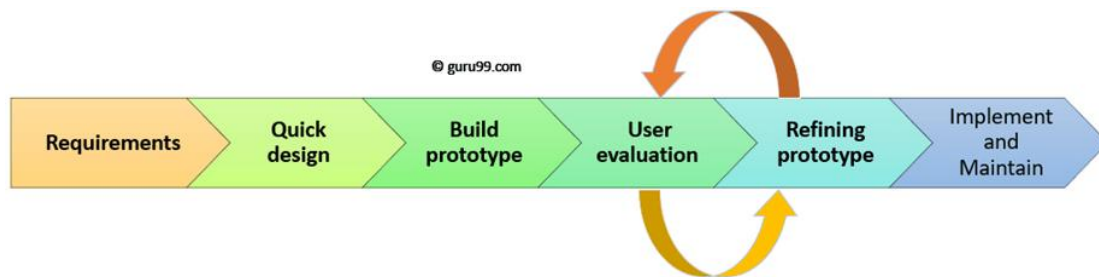 © guru99.com
Requirements
Quick
design
Build
prototype
User
evaluation
Refining
prototype
Implement
and
Maintain